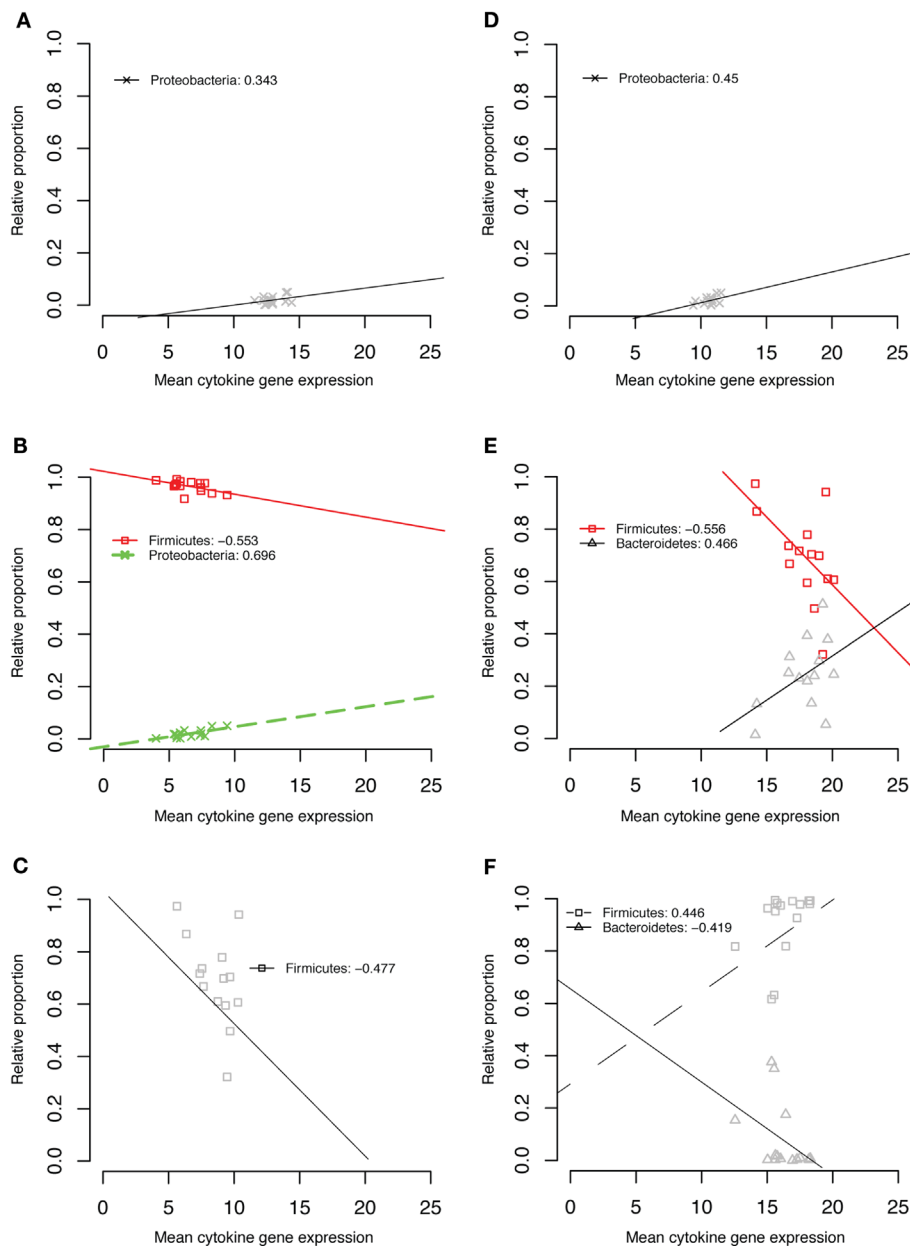 A
1.0
0.8
0.6
0.4
0.2
0.0
Relative proportion
Proteobacteria: 0.343
0 5 10 15 20 25
Mean cytokine gene expression
D
1.0
0.8
0.6
0.4
0.2
0.0
Relative proportion
Proteobacteria: 0.45
0 5 10 15 20 25
Mean cytokine gene expression
B
1.0
0.8
0.6
0.4
0.2
0.0
Relative proportion
Firmicutes: −0.553
Proteobacteria: 0.696
0 5 10 15 20 25
Mean cytokine gene expression
E
1.0
0.8
0.6
0.4
0.2
0.0
Relative proportion
Firmicutes: −0.556
Bacteroidetes: 0.466
0 5 10 15 20 25
Mean cytokine gene expression
C
1.0
0.8
0.6
0.4
0.2
0.0
Relative proportion
Firmicutes: −0.477
0 5 10 15 20 25
Mean cytokine gene expression
F
1.0
0.8
0.6
0.4
0.2
0.0
Relative proportion
Firmicutes: 0.446
Bacteroidetes: −0.419
0 5 10 15 20 25
Mean cytokine gene expression